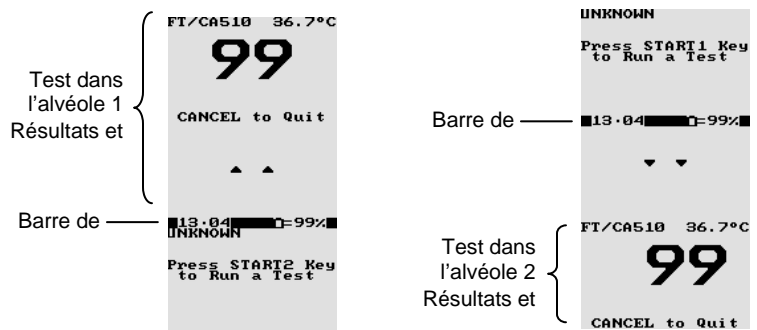 FT/CA510 36.7°C
99
Test dans
l'alvéole 1
Résultats et
CANCEL to Quit
Barre de
13·04 =99%
UNKNOWN
Press START2 Key
to Run a Test
UNKNOWN
Press START1 Key
to Run a Test
Barre de
13·04 =99%
FT/CA510 36.7°C
Test dans
l'alvéole 2
Résultats et
99
CANCEL to Quit